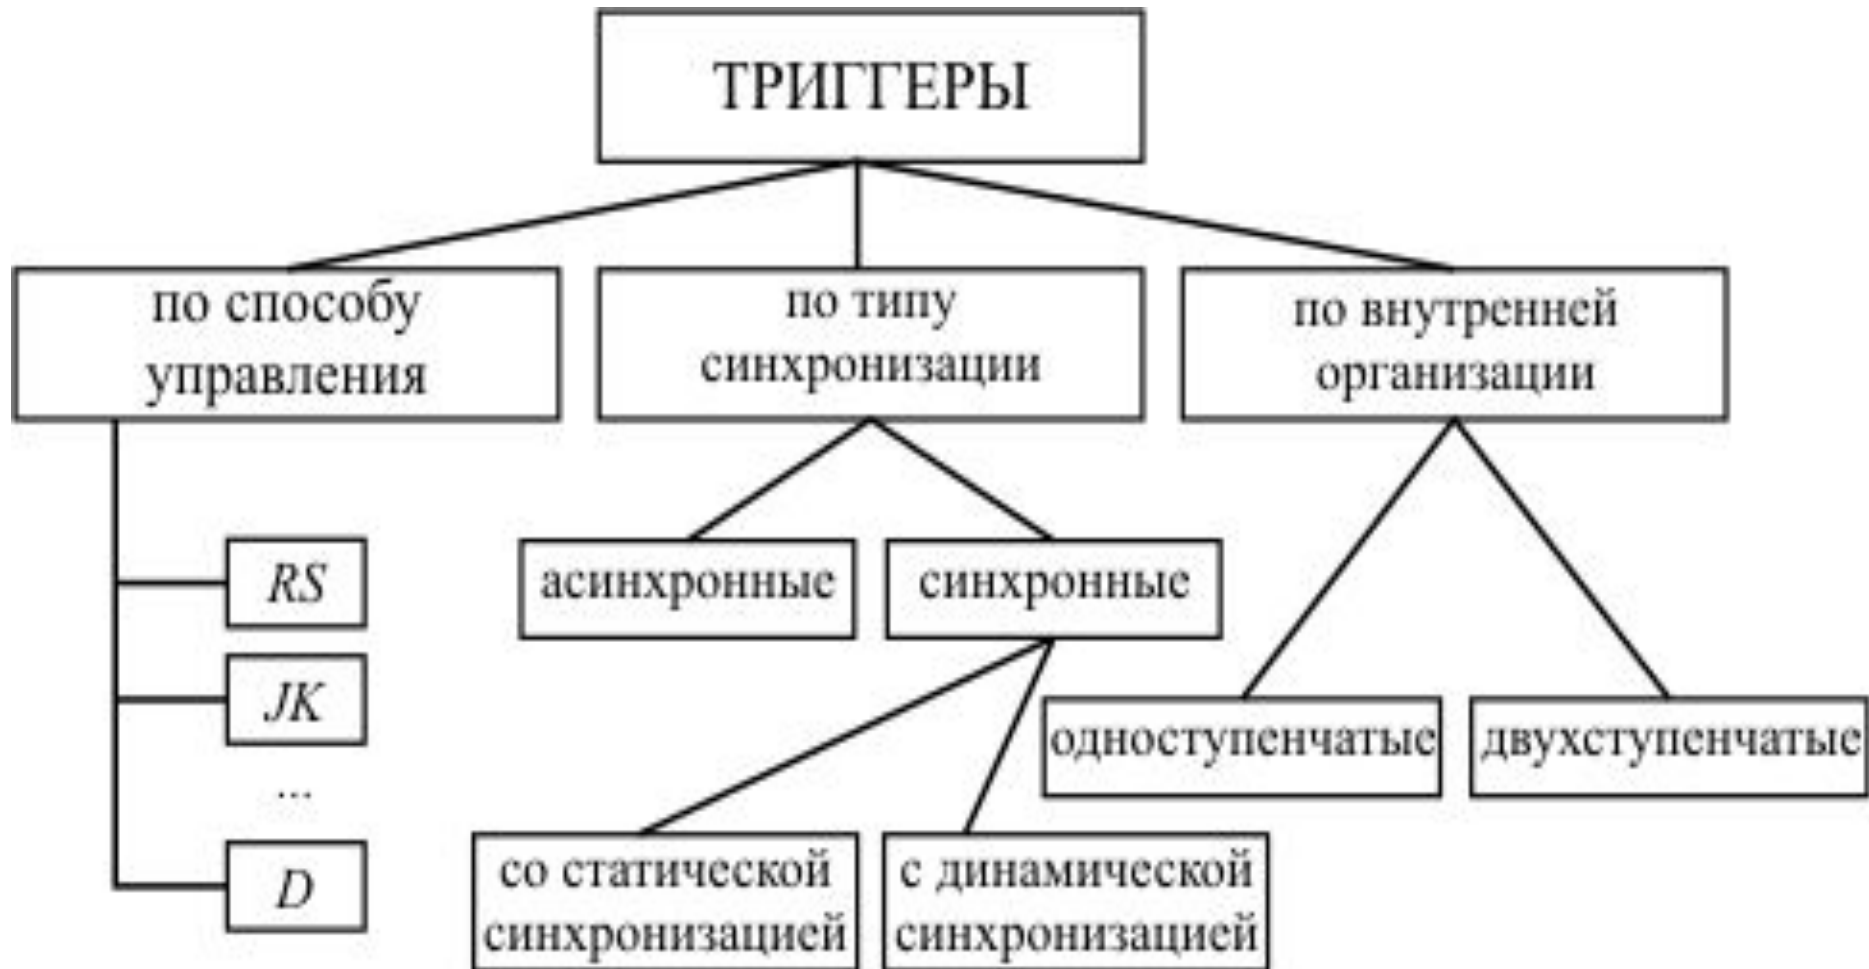 ТРИГГЕРЫ
по способу
управления
по типу
синхронизации
по внутренней
организации
RS
JK
...
D
асинхронные
синхронные
со статической
синхронизацией
с динамической
синхронизацией
одноступенчатые
двухступенчатые